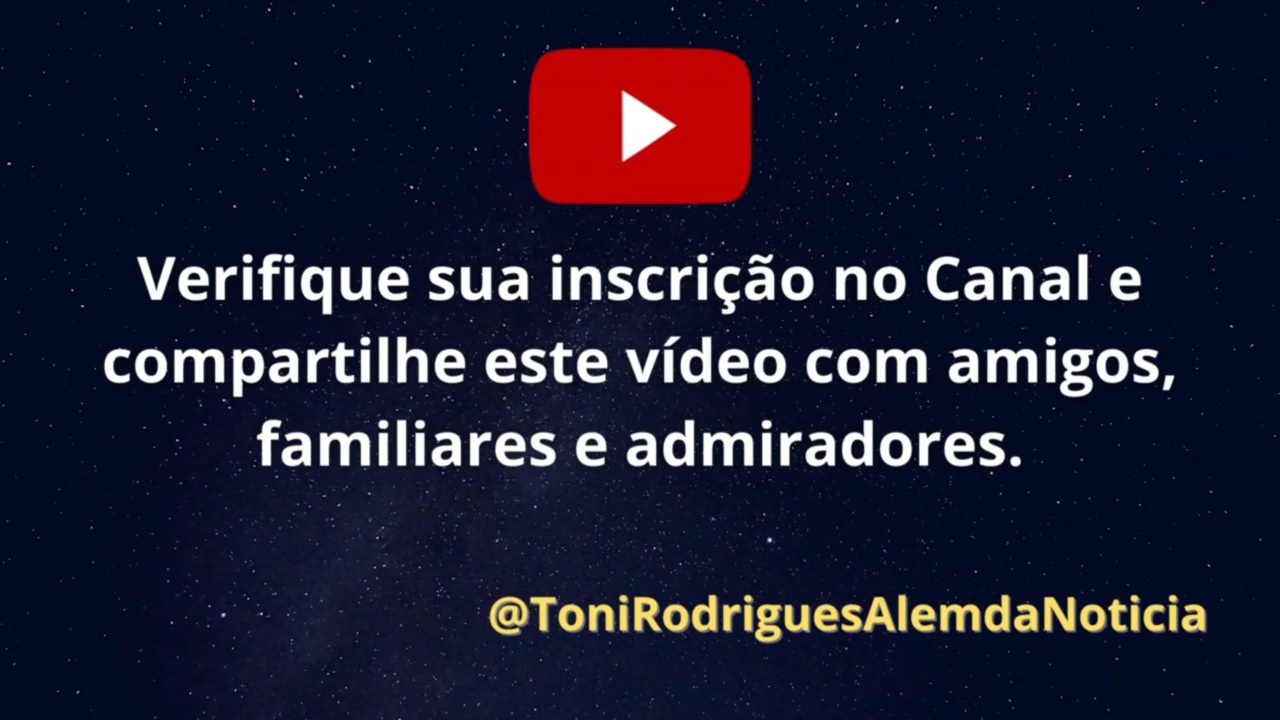 Verifique sua inscrição no Canal e
compartilhe este vídeo com amigos,
familiares e admiradores.
@ToniRodriguesAlemdaNoticia